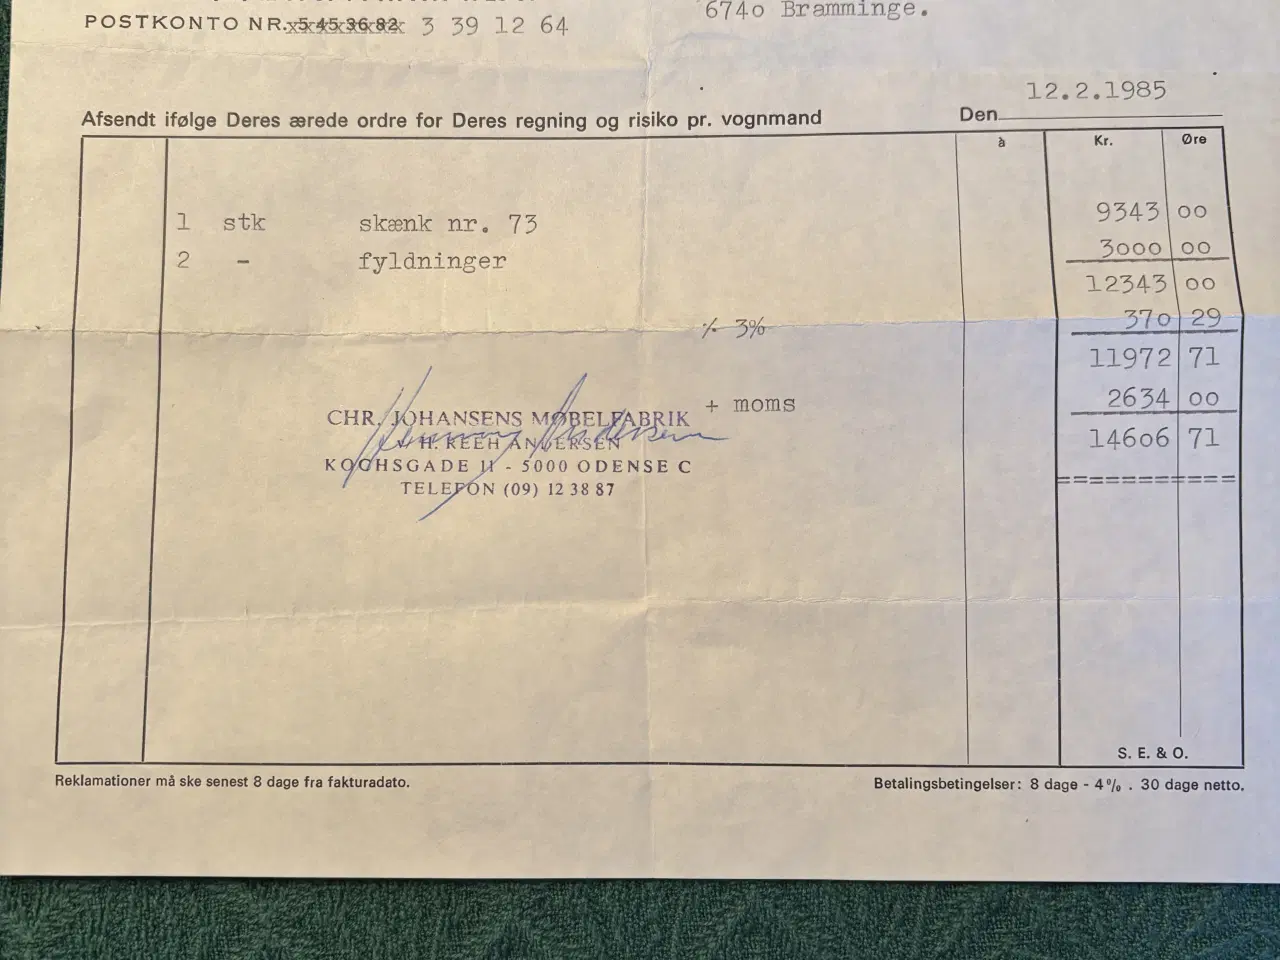 6740 Bramminge.
POSTKONTO NR. 5 45 36 82 3 39 12 64
12.2.1985
Afsendt ifølge Deres ærede ordre for Deres regning og risiko pr. vognmand Den
à Kr. Øre
1 stk skænk nr. 73 9343 00
2 - fyldninger 3000 00
12343 00
% 3% 370 29
11972 71
+ moms 2634 00
14606 71
============
CHR. JOHANSENS MØBELFABRIK
v/ H. REEH ANDERSEN
KOCHSGADE 11 - 5000 ODENSE C
TELEFON (09) 12 38 87
S. E. & O.
Reklamationer må ske senest 8 dage fra fakturadato. Betalingsbetingelser: 8 dage - 4% . 30 dage netto.